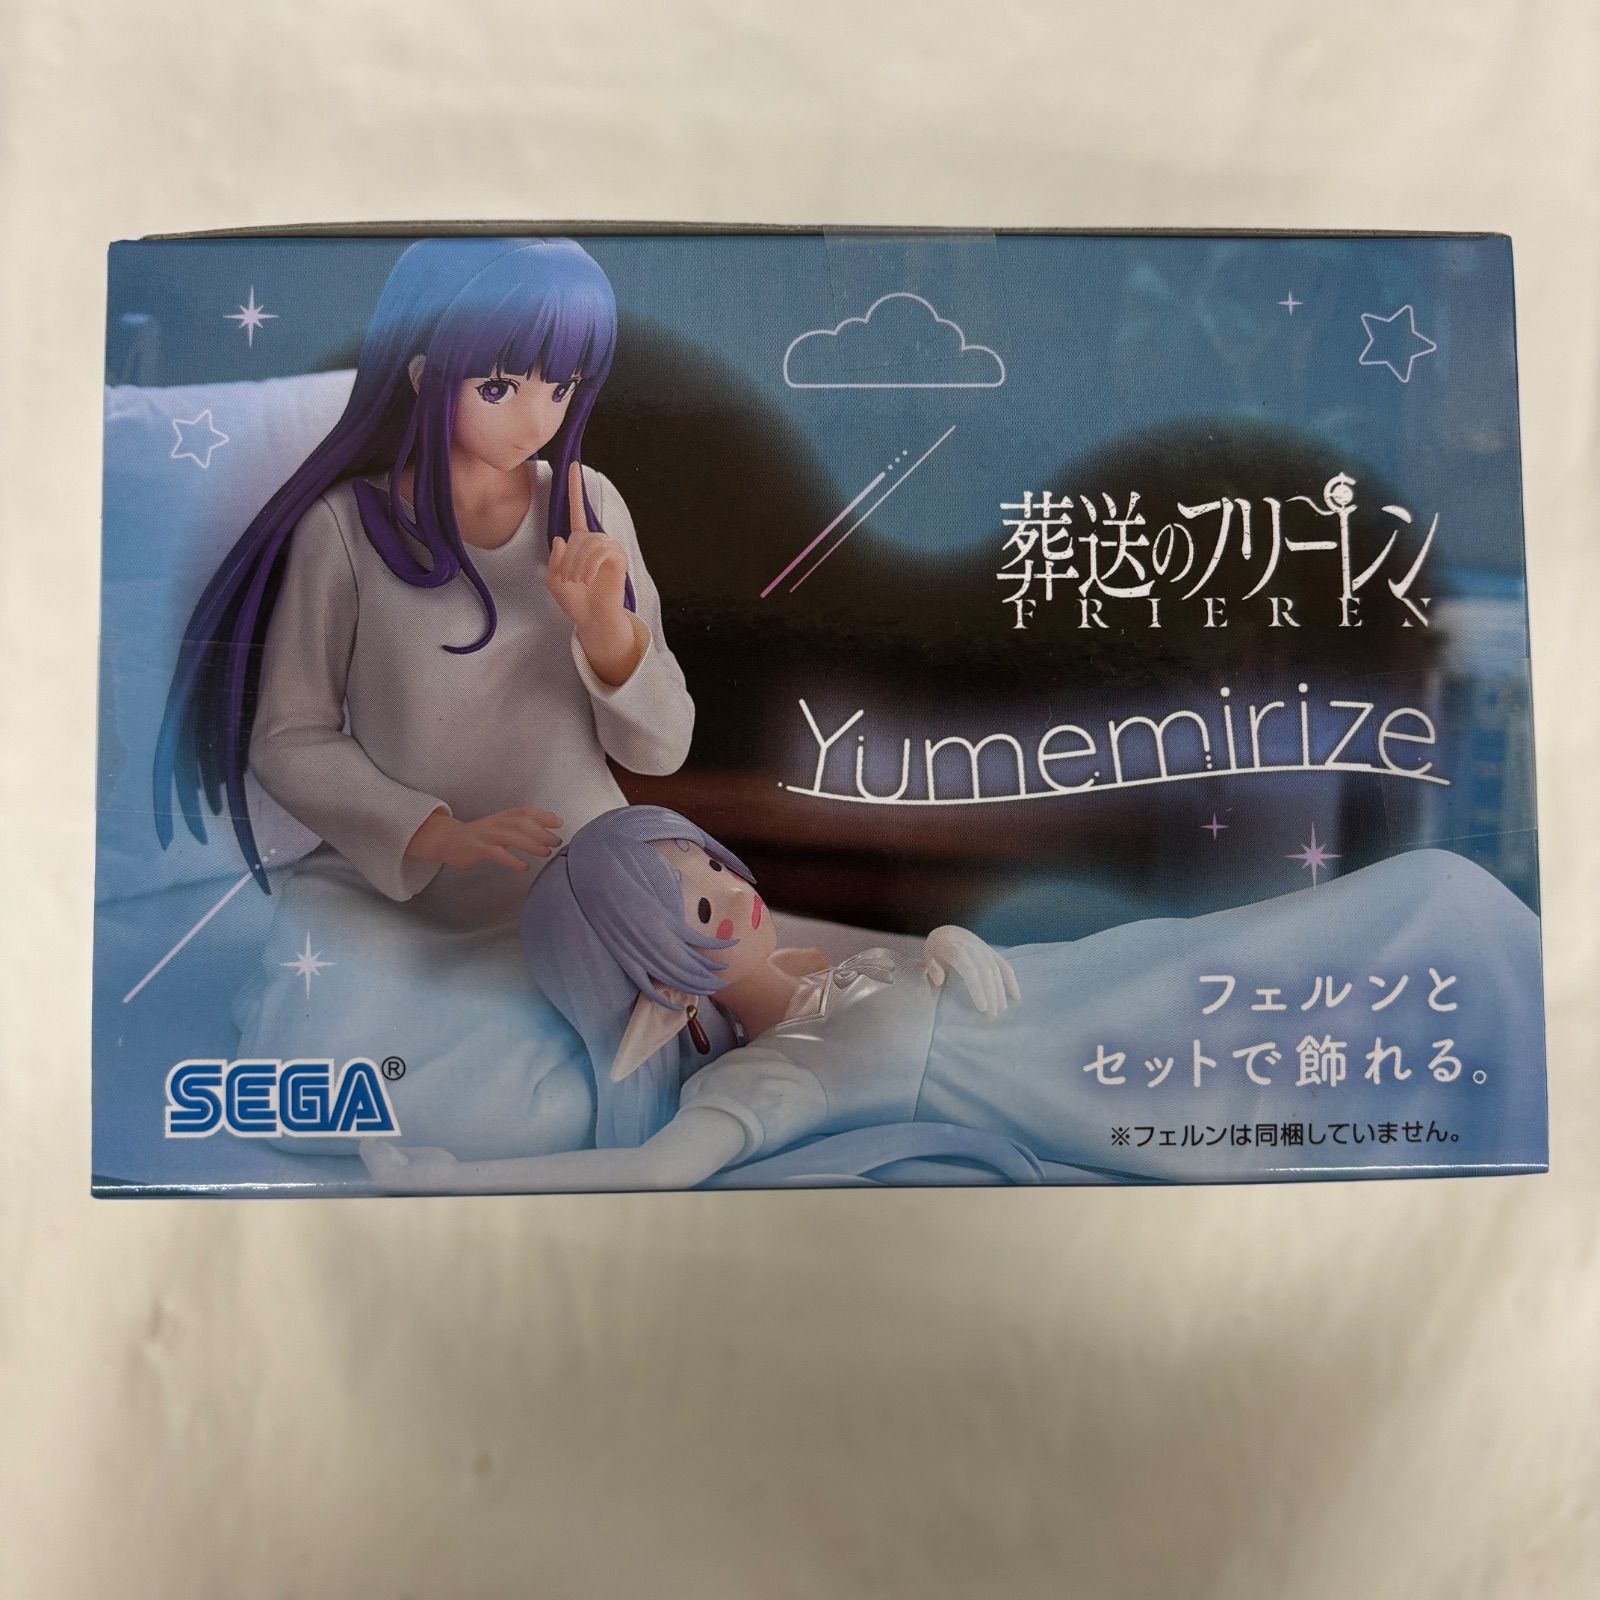 葬送のフリーレン
FRIEREN
Yumemirize
フェルンと
セットで飾れる。
※フェルンは同梱していません。
SEGA®